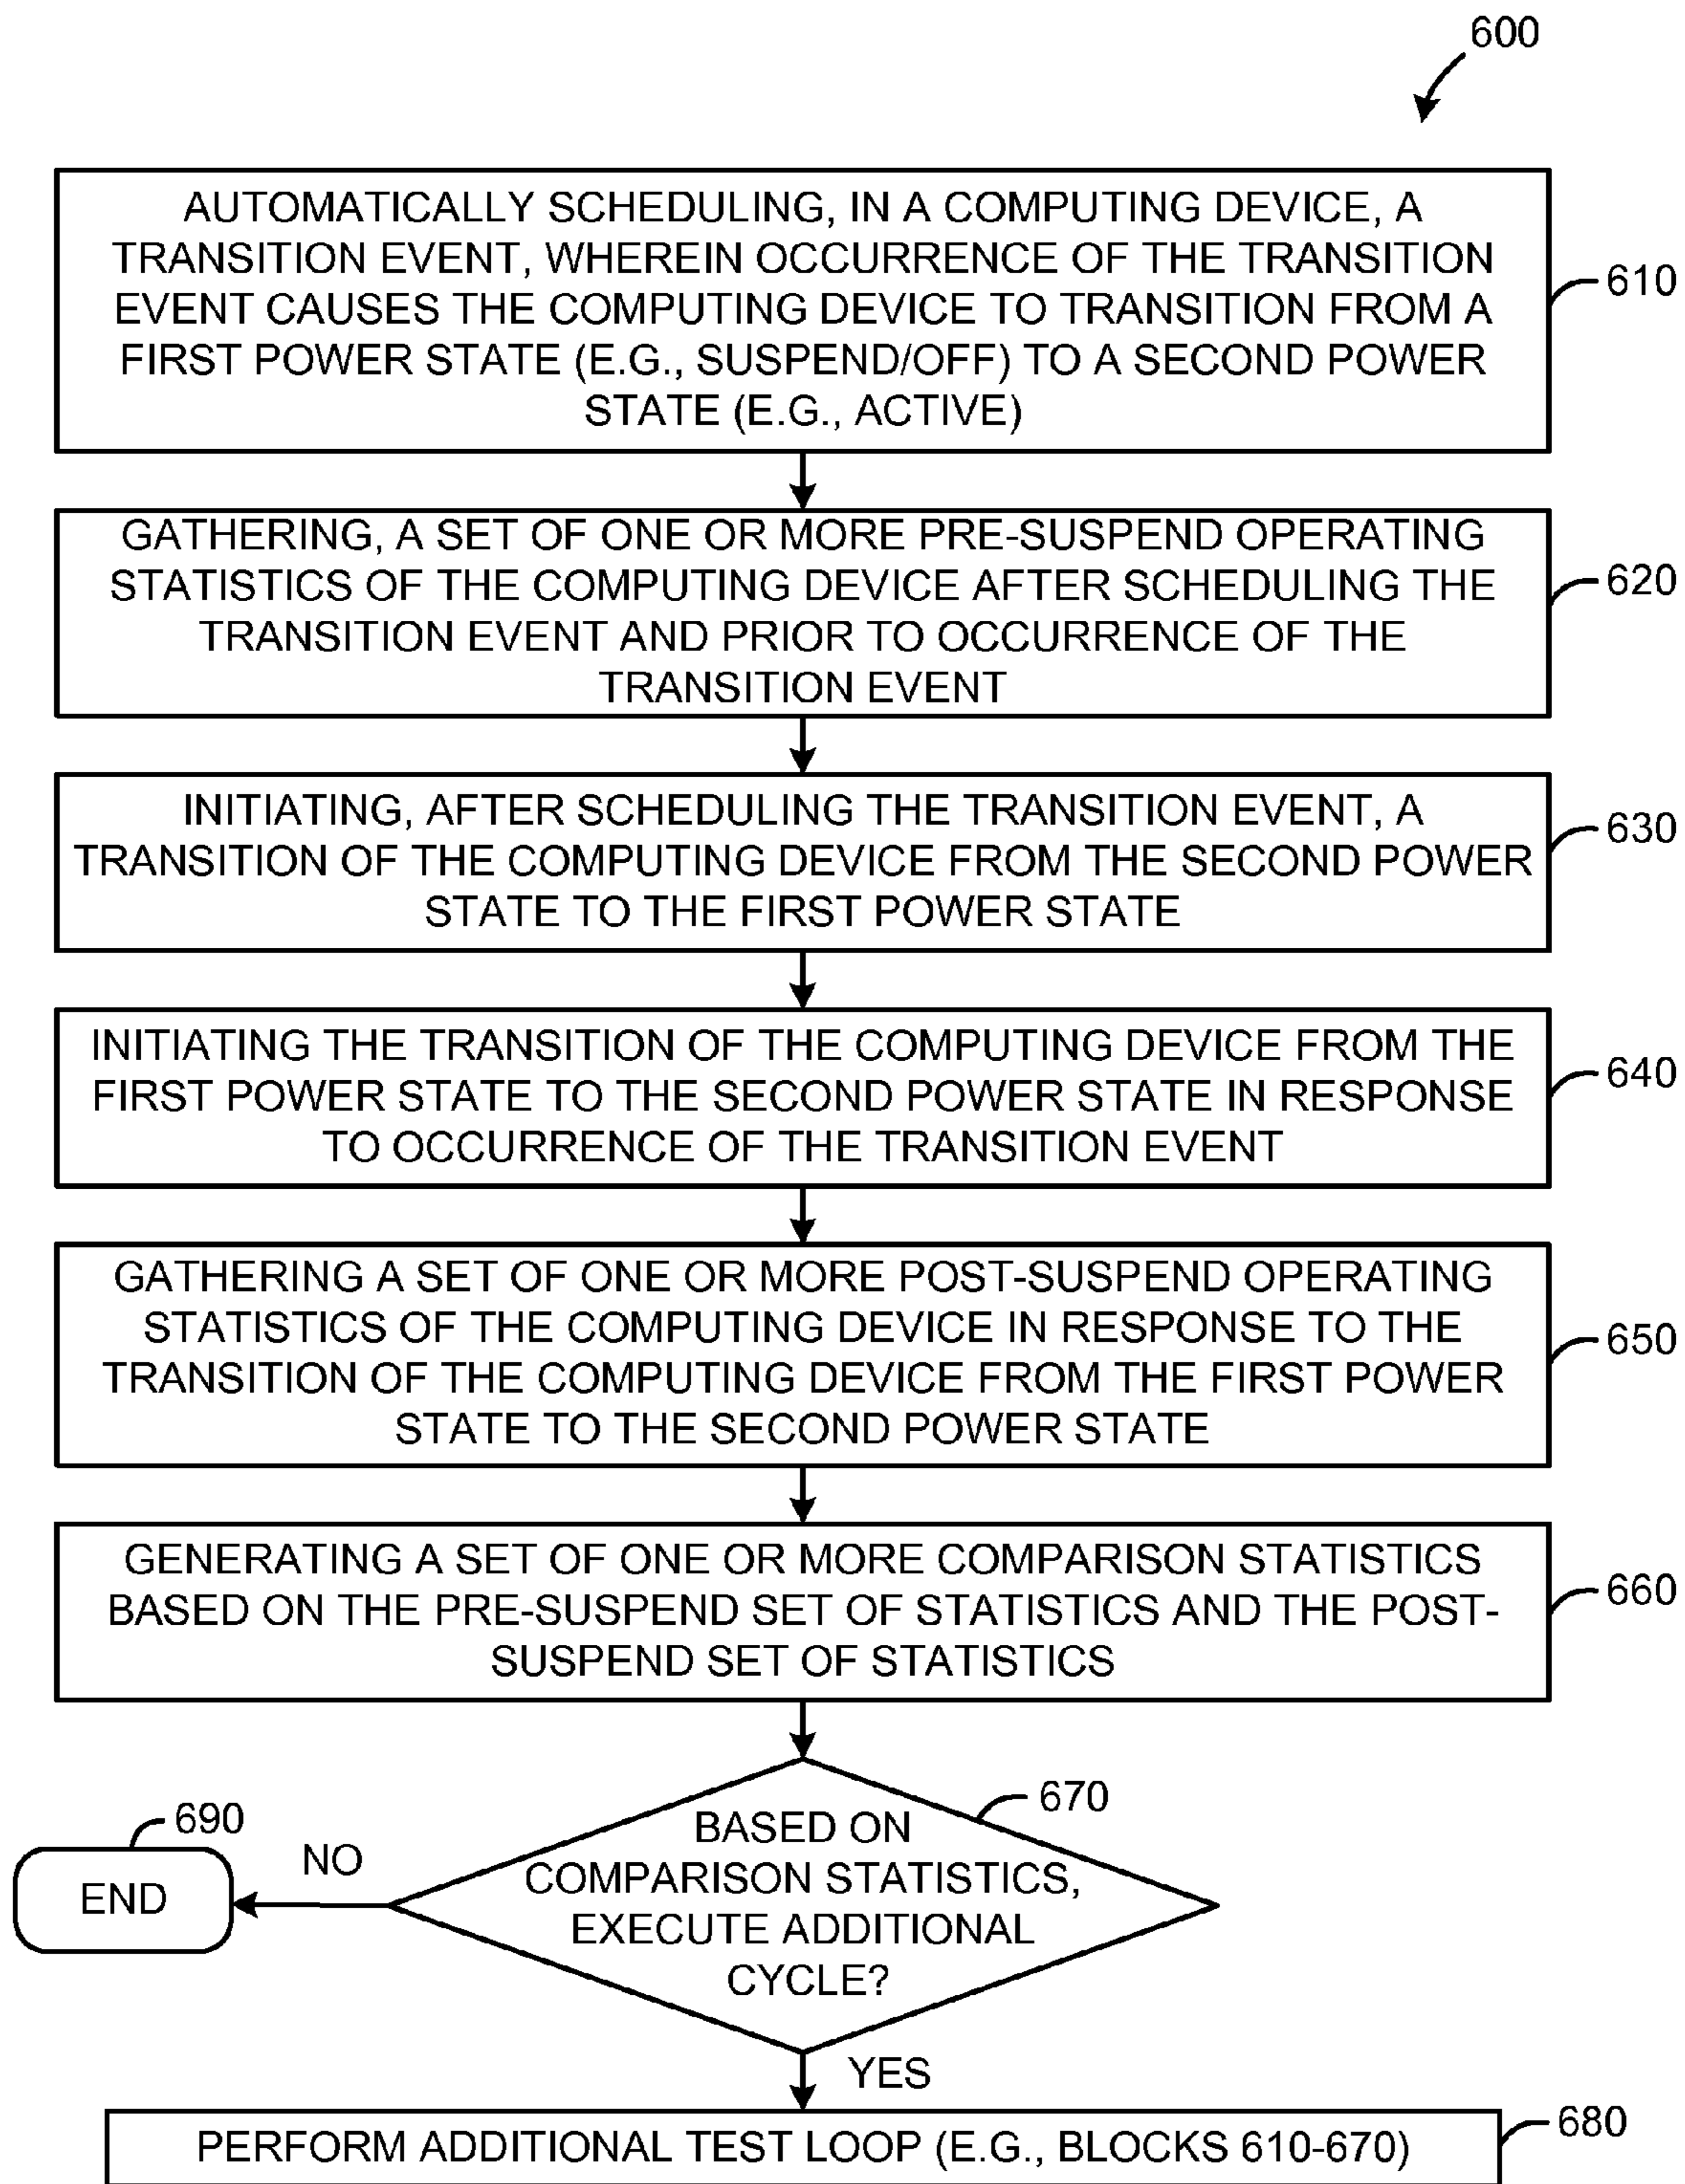 600
AUTOMATICALLY SCHEDULING, IN A COMPUTING DEVICE, A
TRANSITION EVENT, WHEREIN OCCURRENCE OF THE TRANSITION
EVENT CAUSES THE COMPUTING DEVICE TO TRANSITION FROM A
FIRST POWER STATE (E.G., SUSPEND/OFF) TO A SECOND POWER
STATE (E.G., ACTIVE)
610
GATHERING, A SET OF ONE OR MORE PRE-SUSPEND OPERATING
STATISTICS OF THE COMPUTING DEVICE AFTER SCHEDULING THE
TRANSITION EVENT AND PRIOR TO OCCURRENCE OF THE
TRANSITION EVENT
620
INITIATING, AFTER SCHEDULING THE TRANSITION EVENT, A
TRANSITION OF THE COMPUTING DEVICE FROM THE SECOND POWER
STATE TO THE FIRST POWER STATE
630
INITIATING THE TRANSITION OF THE COMPUTING DEVICE FROM THE
FIRST POWER STATE TO THE SECOND POWER STATE IN RESPONSE
TO OCCURRENCE OF THE TRANSITION EVENT
640
GATHERING A SET OF ONE OR MORE POST-SUSPEND OPERATING
STATISTICS OF THE COMPUTING DEVICE IN RESPONSE TO THE
TRANSITION OF THE COMPUTING DEVICE FROM THE FIRST POWER
STATE TO THE SECOND POWER STATE
650
GENERATING A SET OF ONE OR MORE COMPARISON STATISTICS
BASED ON THE PRE-SUSPEND SET OF STATISTICS AND THE POST-
SUSPEND SET OF STATISTICS
660
BASED ON
COMPARISON STATISTICS,
EXECUTE ADDITIONAL
CYCLE?
670
NO
690
END
YES
PERFORM ADDITIONAL TEST LOOP (E.G., BLOCKS 610-670)
680